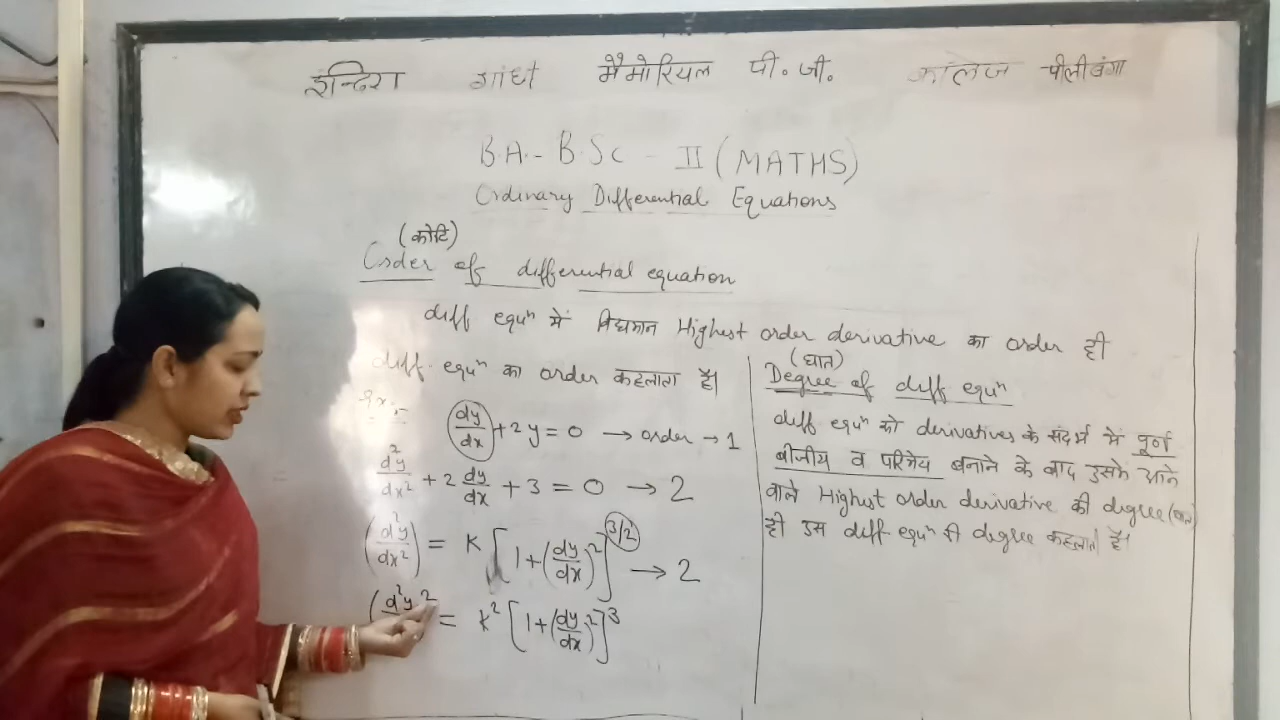 इन्दिरा गांधी मैमोरियल पी.जी. कालेज पीलीबंगा
B.A. - B.Sc - II (MATHS)
Ordinary Differential Equations
(कोटि)
Order of differential equation
diff equⁿ में विद्यमान Highest order derivative का order ही
diff. equⁿ का order कहलाता है।
Ex:-
(dy/dx) + 2y = 0 → order → 1
d²y/dx² + 2 dy/dx + 3 = 0 → 2
(d²y/dx²) = K [1+(dy/dx)²]^3/2 → 2
(d²y ² = K² [1+(dy/dx)²]³
(घात)
Degree of diff equⁿ
diff equⁿ को derivatives के संदर्भ में पूर्ण
बीजीय व परिमेय बनाने के बाद उसमे आने
वाले Highest order derivative की degree (घात)
ही उस diff. equⁿ की degree कहलाती है।